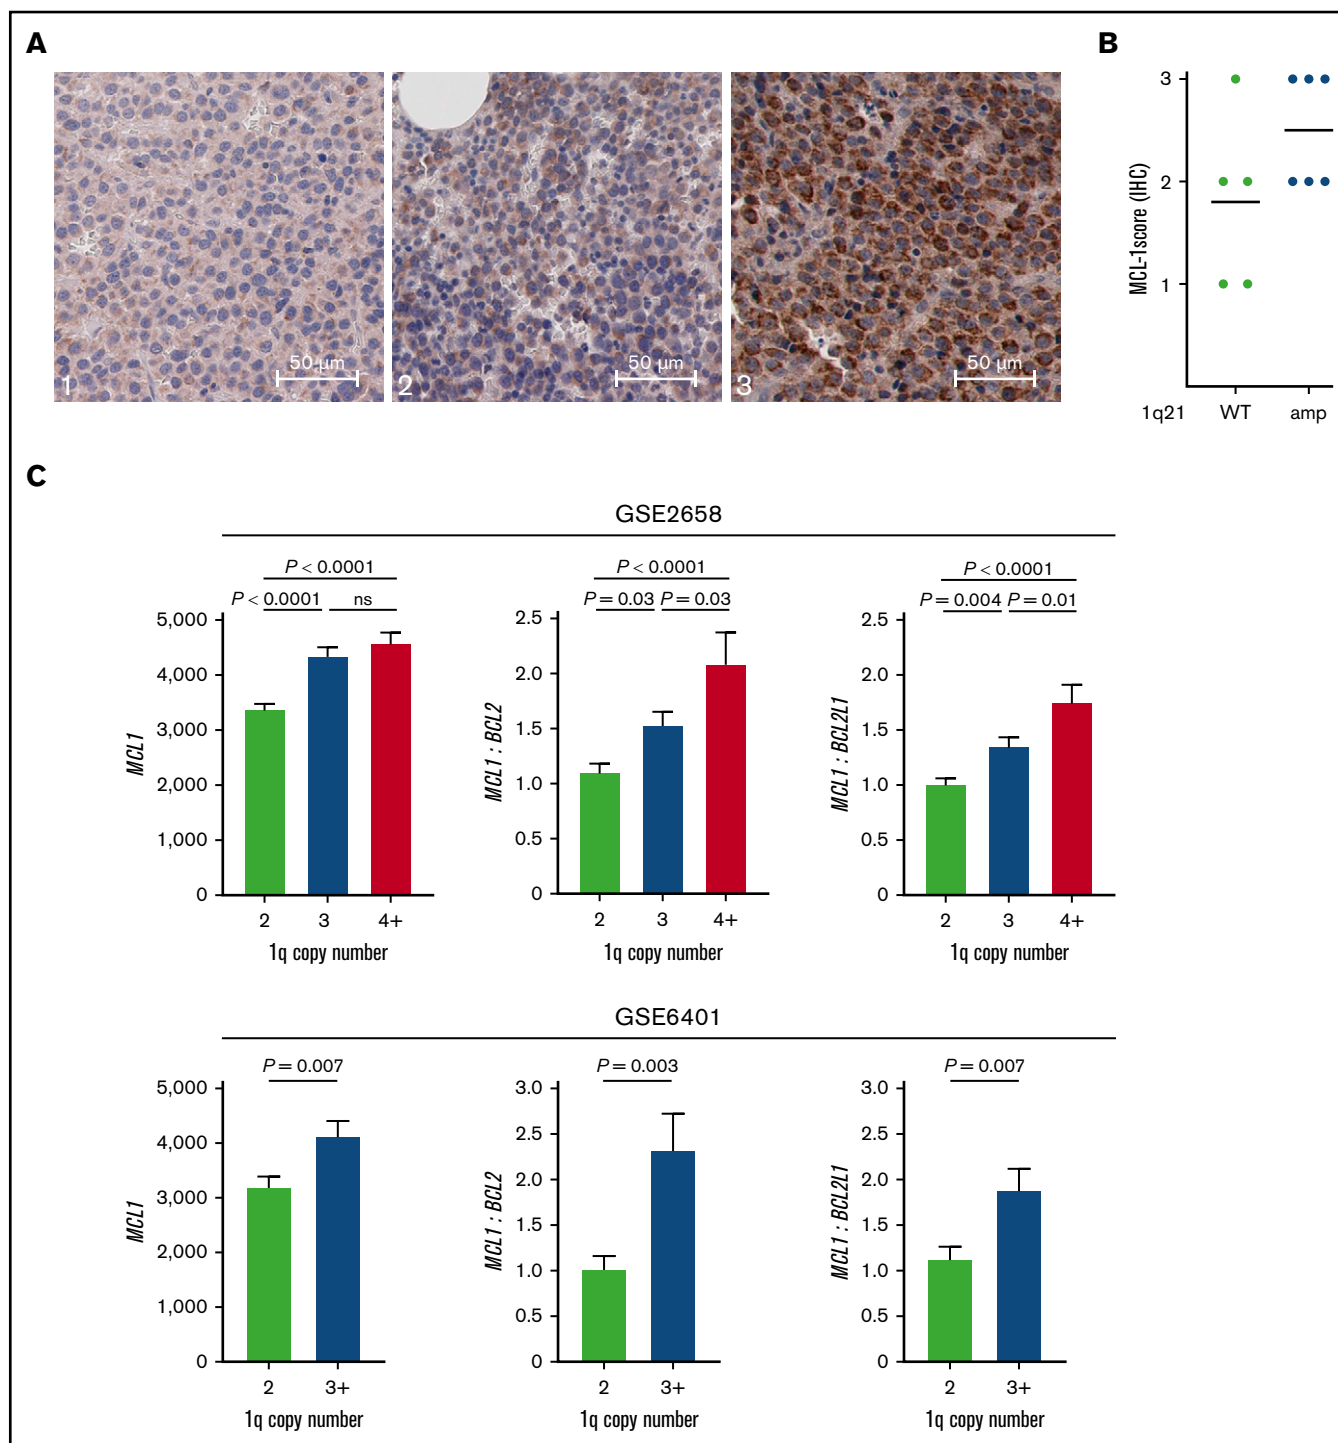 A
B
50 µm
1
50 µm
2
50 µm
3
MCL-1score (IHC)
3
2
1
1q21 WT amp
C
GSE2658
P < 0.0001
P < 0.0001 ns
MCL1
5,000
4,000
3,000
2,000
1,000
0
2 3 4+
1q copy number
P < 0.0001
P = 0.03 P = 0.03
MCL1 : BCL2
2.5
2.0
1.5
1.0
0.5
0
2 3 4+
1q copy number
P < 0.0001
P = 0.004 P = 0.01
MCL1 : BCL2L1
2.5
2.0
1.5
1.0
0.5
0
2 3 4+
1q copy number
GSE6401
P = 0.007
MCL1
5,000
4,000
3,000
2,000
1,000
0
2 3+
1q copy number
P = 0.003
MCL1 : BCL2
3.0
2.5
2.0
1.5
1.0
0.5
0
2 3+
1q copy number
P = 0.007
MCL1 : BCL2L1
3.0
2.5
2.0
1.5
1.0
0.5
0
2 3+
1q copy number